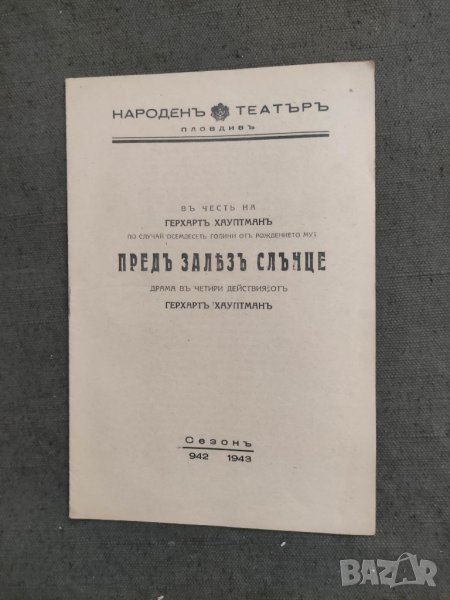 НАРОДЕНЪ ТЕАТЪРЪ
ПЛОВДИВЪ
ВЪ ЧЕСТЬ НА
ГЕРХАРТЪ ХАУПТМАНЪ
ПО СЛУЧАЙ ОСЕМДЕСЕТЬ ГОДИНИ ОТЪ РОЖДЕНИЕТО МУ
ПРЕДЪ ЗАЛѢЗЪ СЛЪНЦЕ
ДРАМА ВЪ ЧЕТИРИ ДЕЙСТВИЯ ОТЪ
ГЕРХАРТЪ ХАУПТМАНЪ
Сезонъ
942 1943
BAZAR